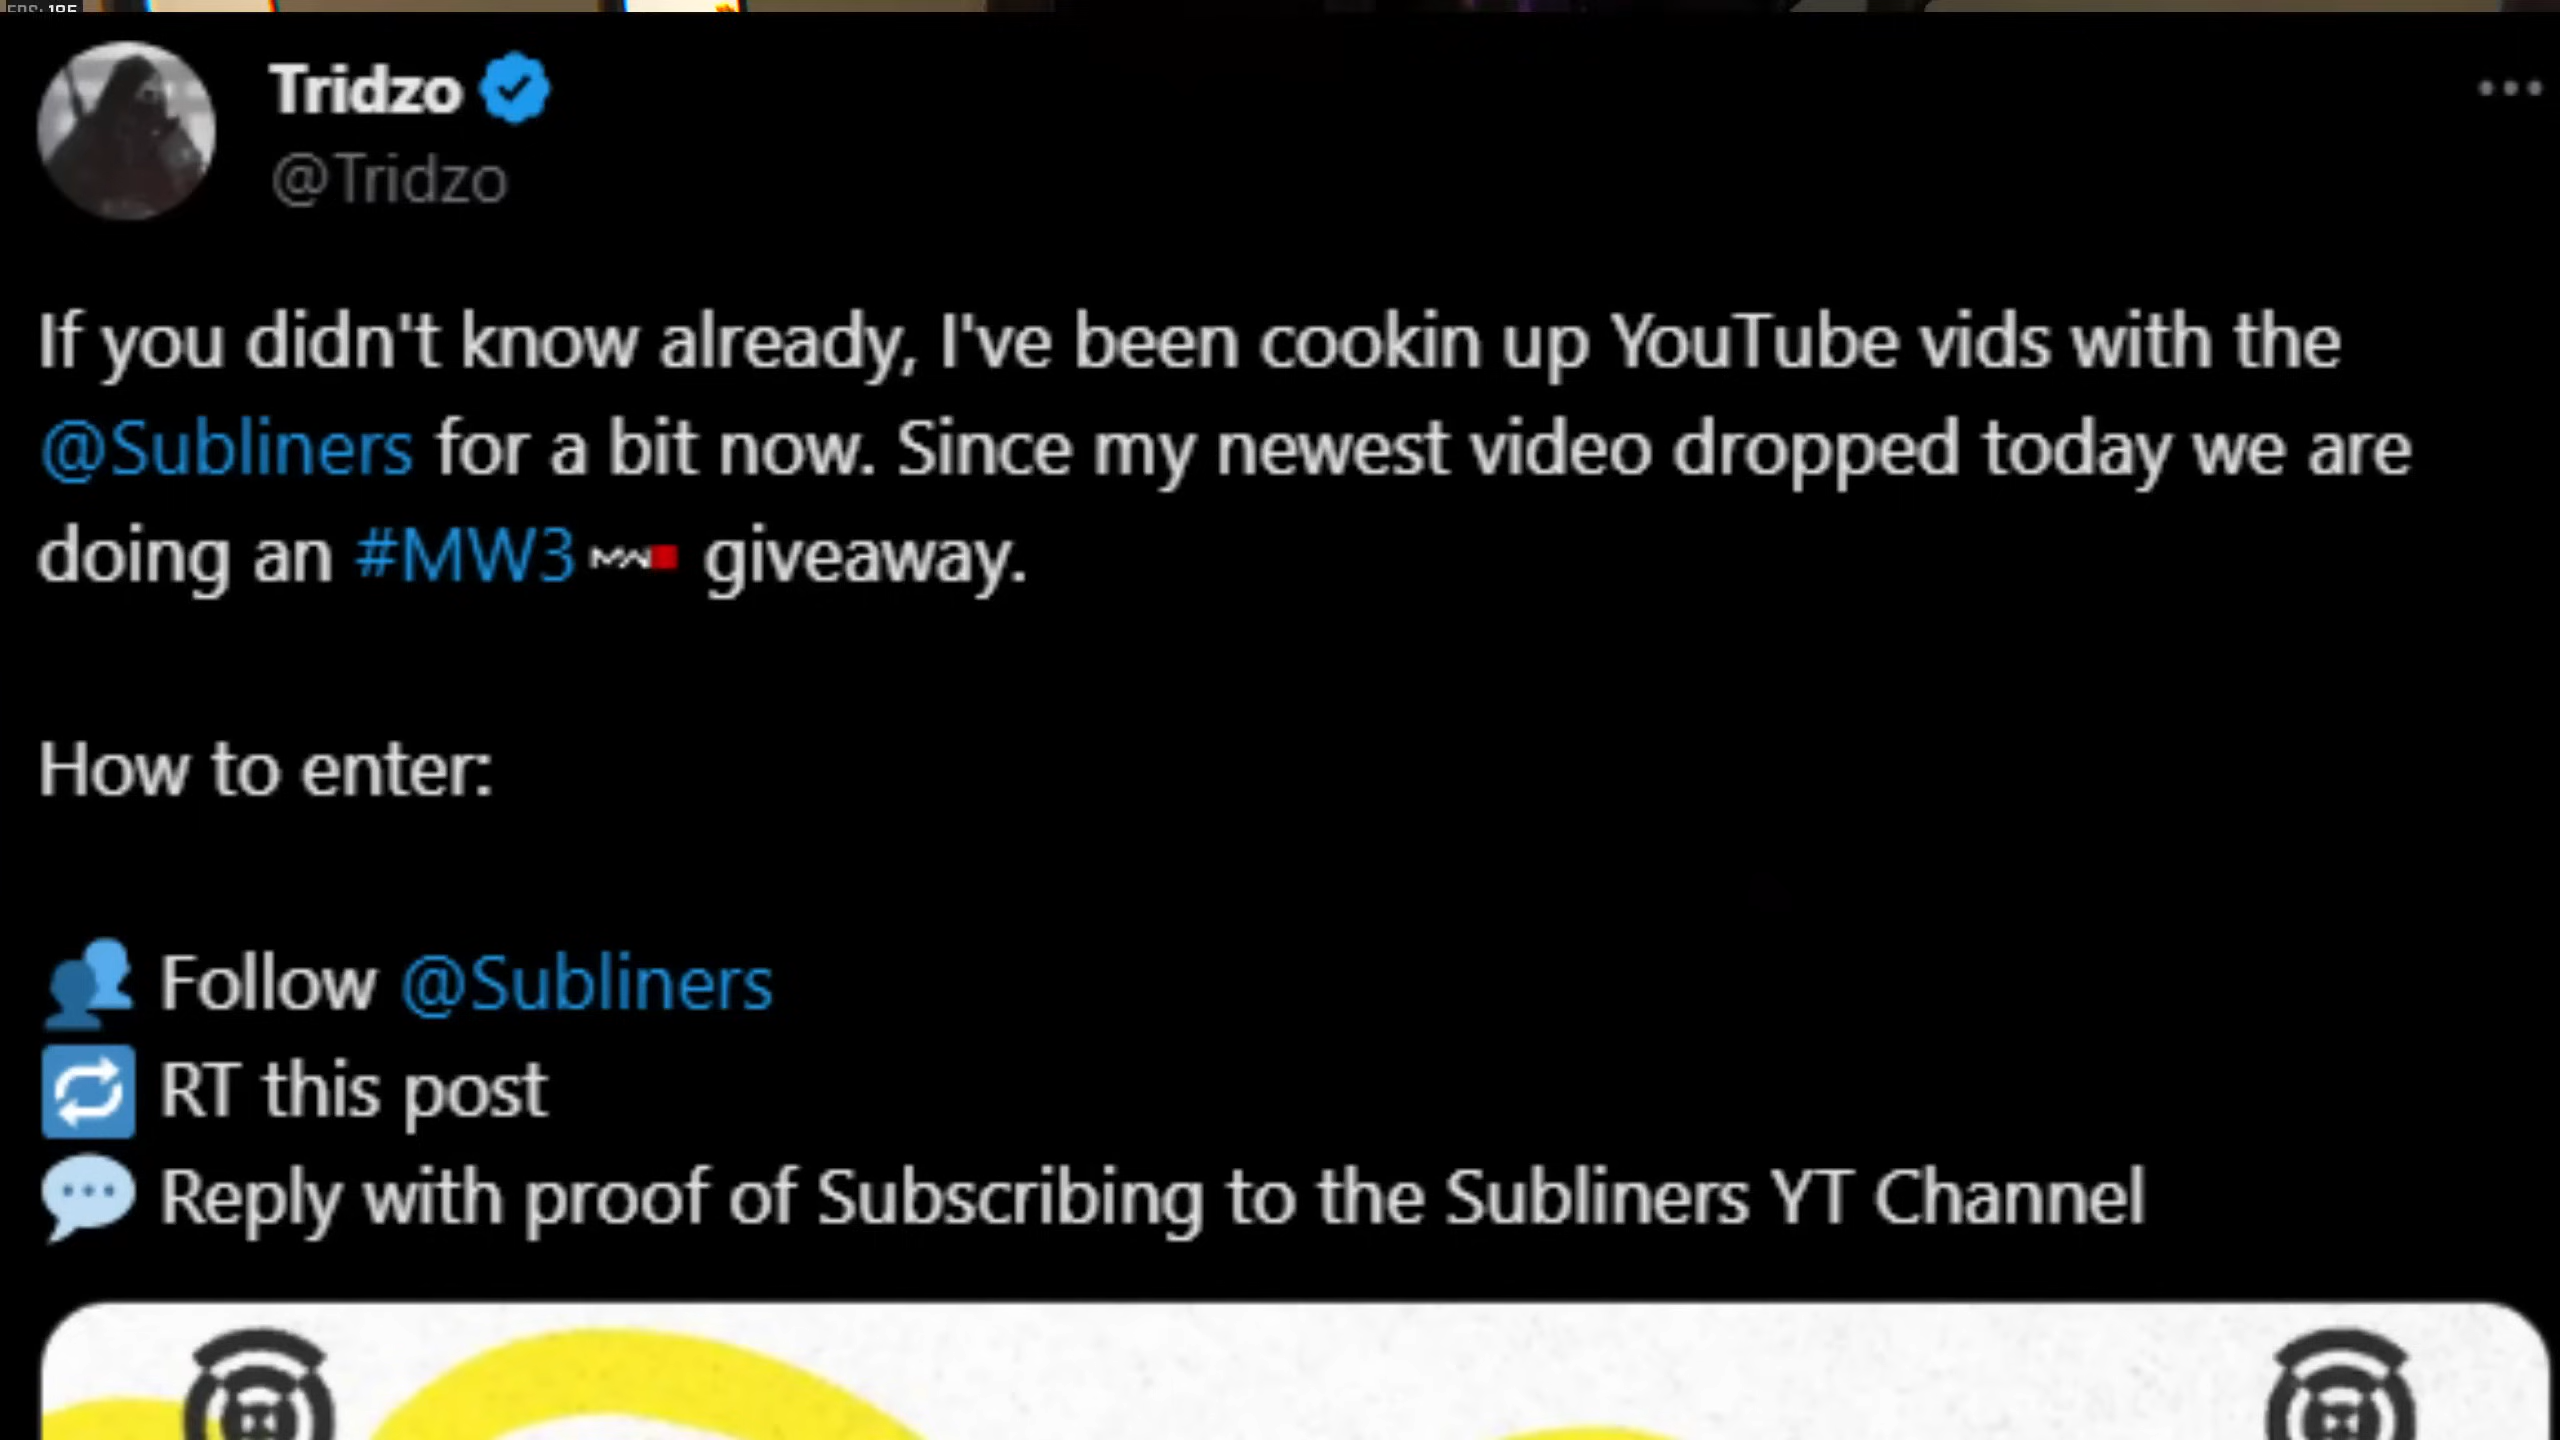 Tridzo
@Tridzo
If you didn't know already, I've been cookin up YouTube vids with the
@Subliners for a bit now. Since my newest video dropped today we are
doing an #MW3 MW giveaway.
How to enter:
Follow @Subliners
RT this post
Reply with proof of Subscribing to the Subliners YT Channel